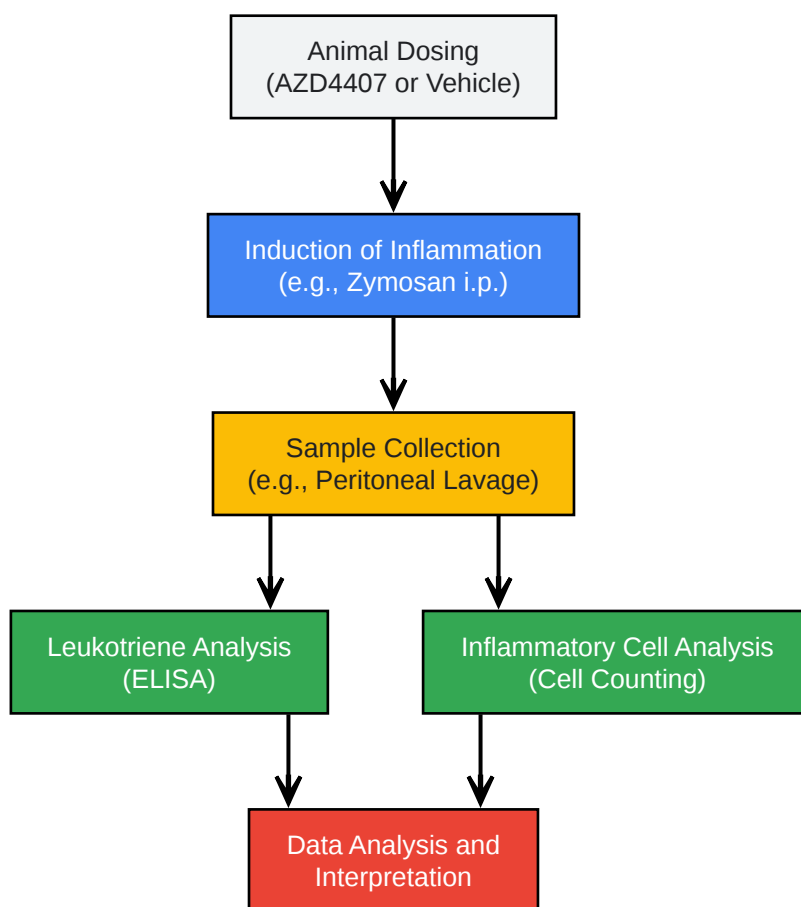 Animal Dosing
(AZD4407 or Vehicle)
Induction of Inflammation
(e.g., Zymosan i.p.)
Sample Collection
(e.g., Peritoneal Lavage)
Leukotriene Analysis
(ELISA)
Inflammatory Cell Analysis
(Cell Counting)
Data Analysis and
Interpretation